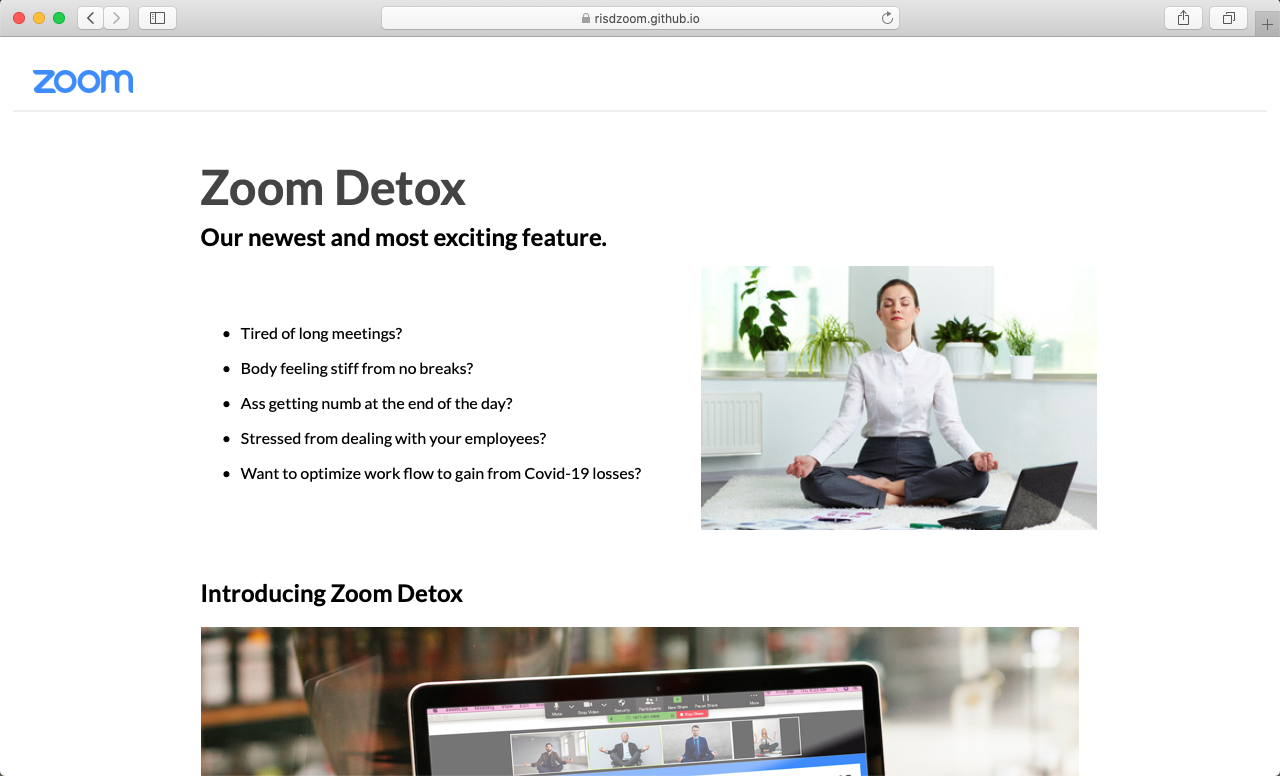 risdzoom.github.io
zoom
Zoom Detox
Our newest and most exciting feature.
Tired of long meetings?
Body feeling stiff from no breaks?
Ass getting numb at the end of the day?
Stressed from dealing with your employees?
Want to optimize work flow to gain from Covid-19 losses?
Introducing Zoom Detox
Mute Stop Video Security Participants New Share Pause Share More
Stop Share